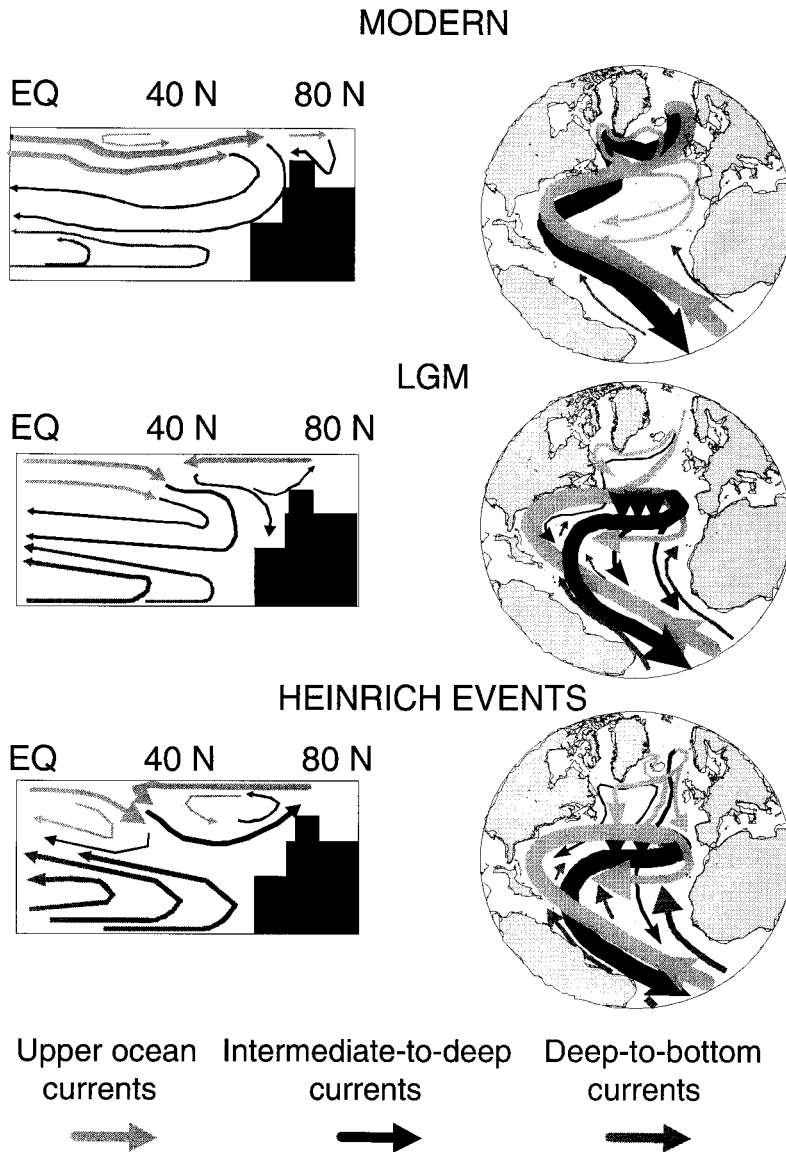 MODERN
EQ 40 N 80 N
LGM
EQ 40 N 80 N
HEINRICH EVENTS
EQ 40 N 80 N
Upper ocean
currents
Intermediate-to-deep
currents
Deep-to-bottom
currents